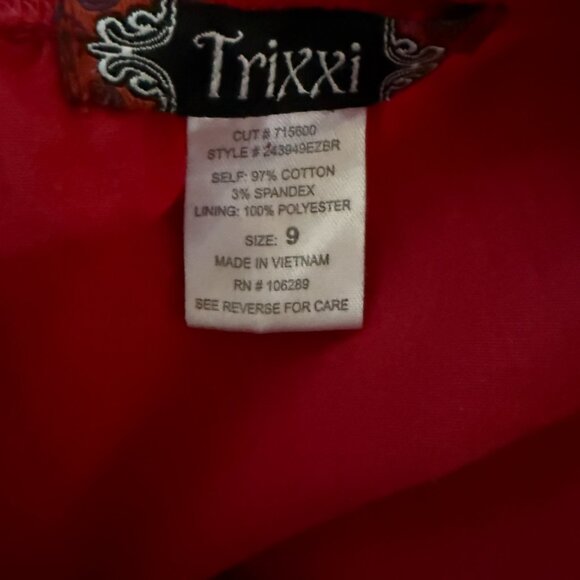 Trixxi
CUT # 715600
STYLE # 243949EZBR
SELF: 97% COTTON
3% SPANDEX
LINING: 100% POLYESTER
SIZE: 9
MADE IN VIETNAM
RN # 106289
SEE REVERSE FOR CARE